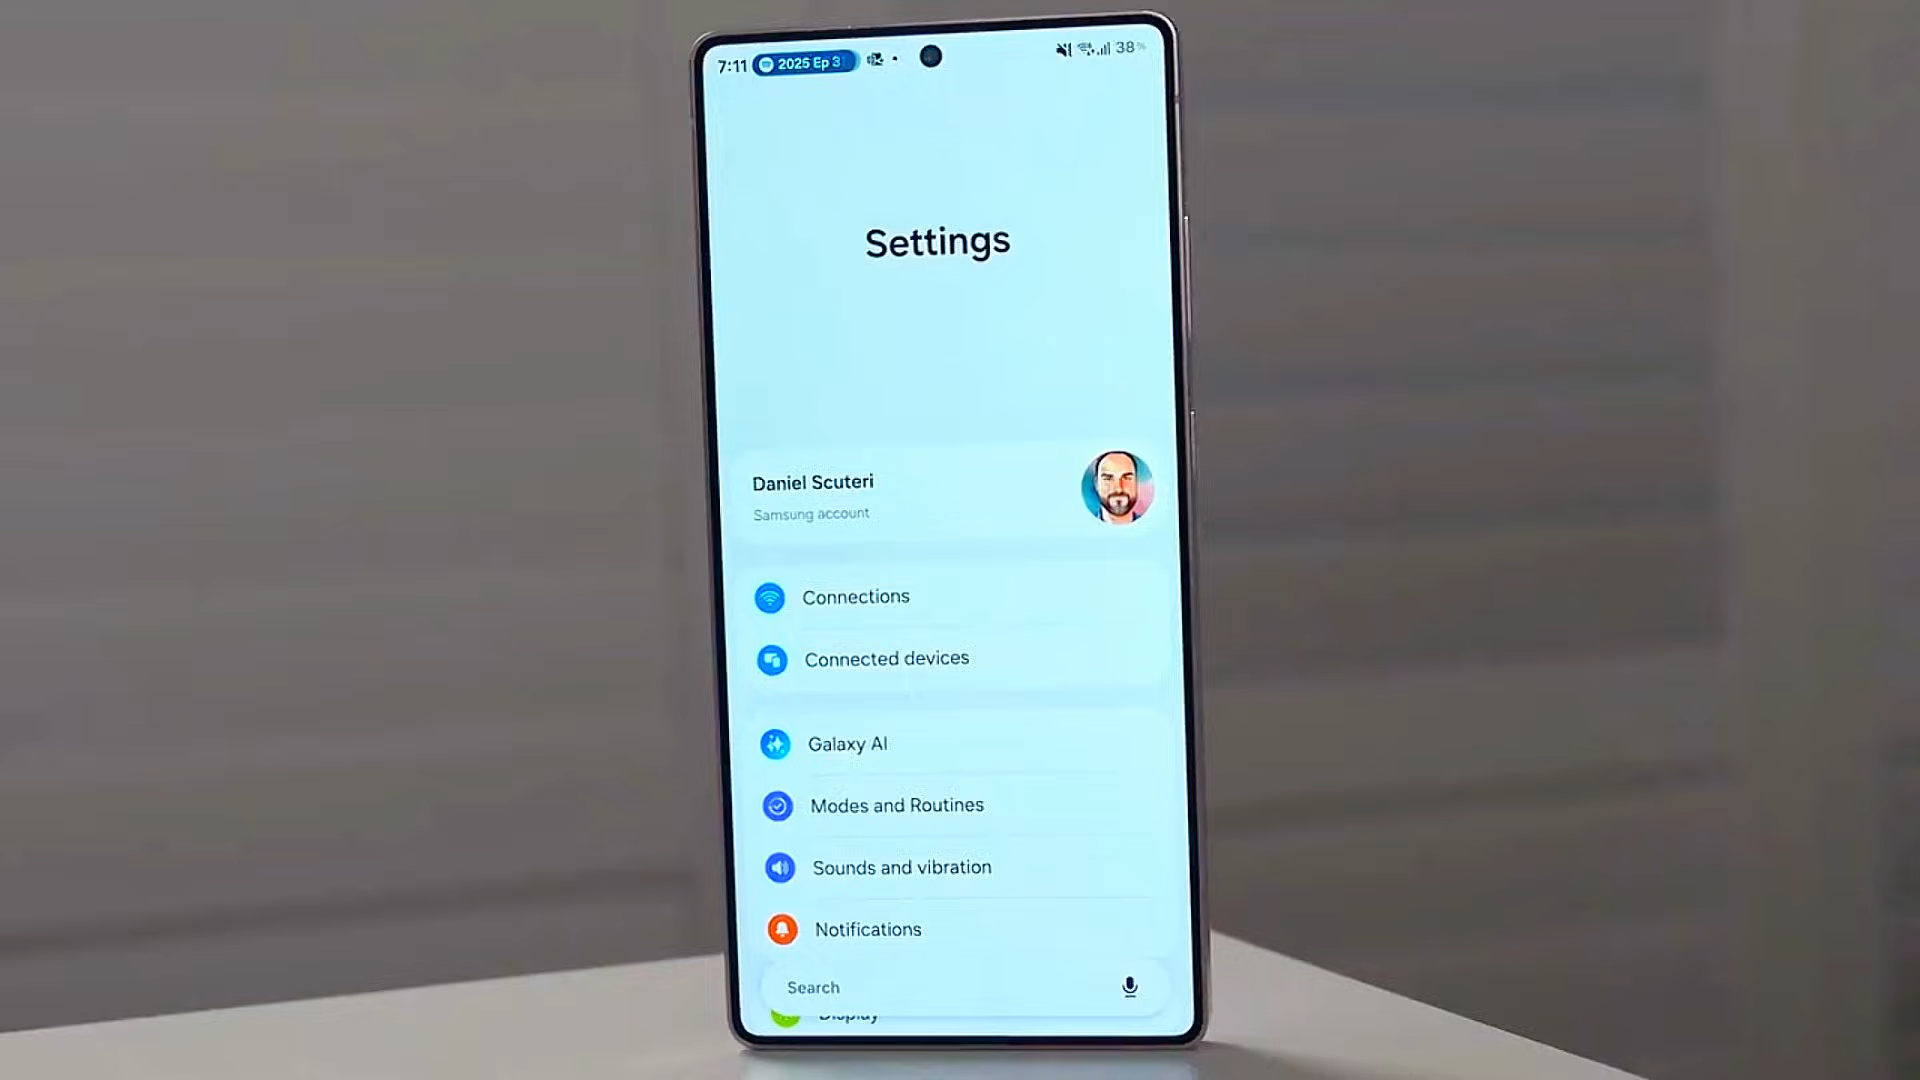 7:11 2025 Ep 3 38%
Settings
Daniel Scuteri
Samsung account
Connections
Connected devices
Galaxy AI
Modes and Routines
Sounds and vibration
Notifications
Search
Display